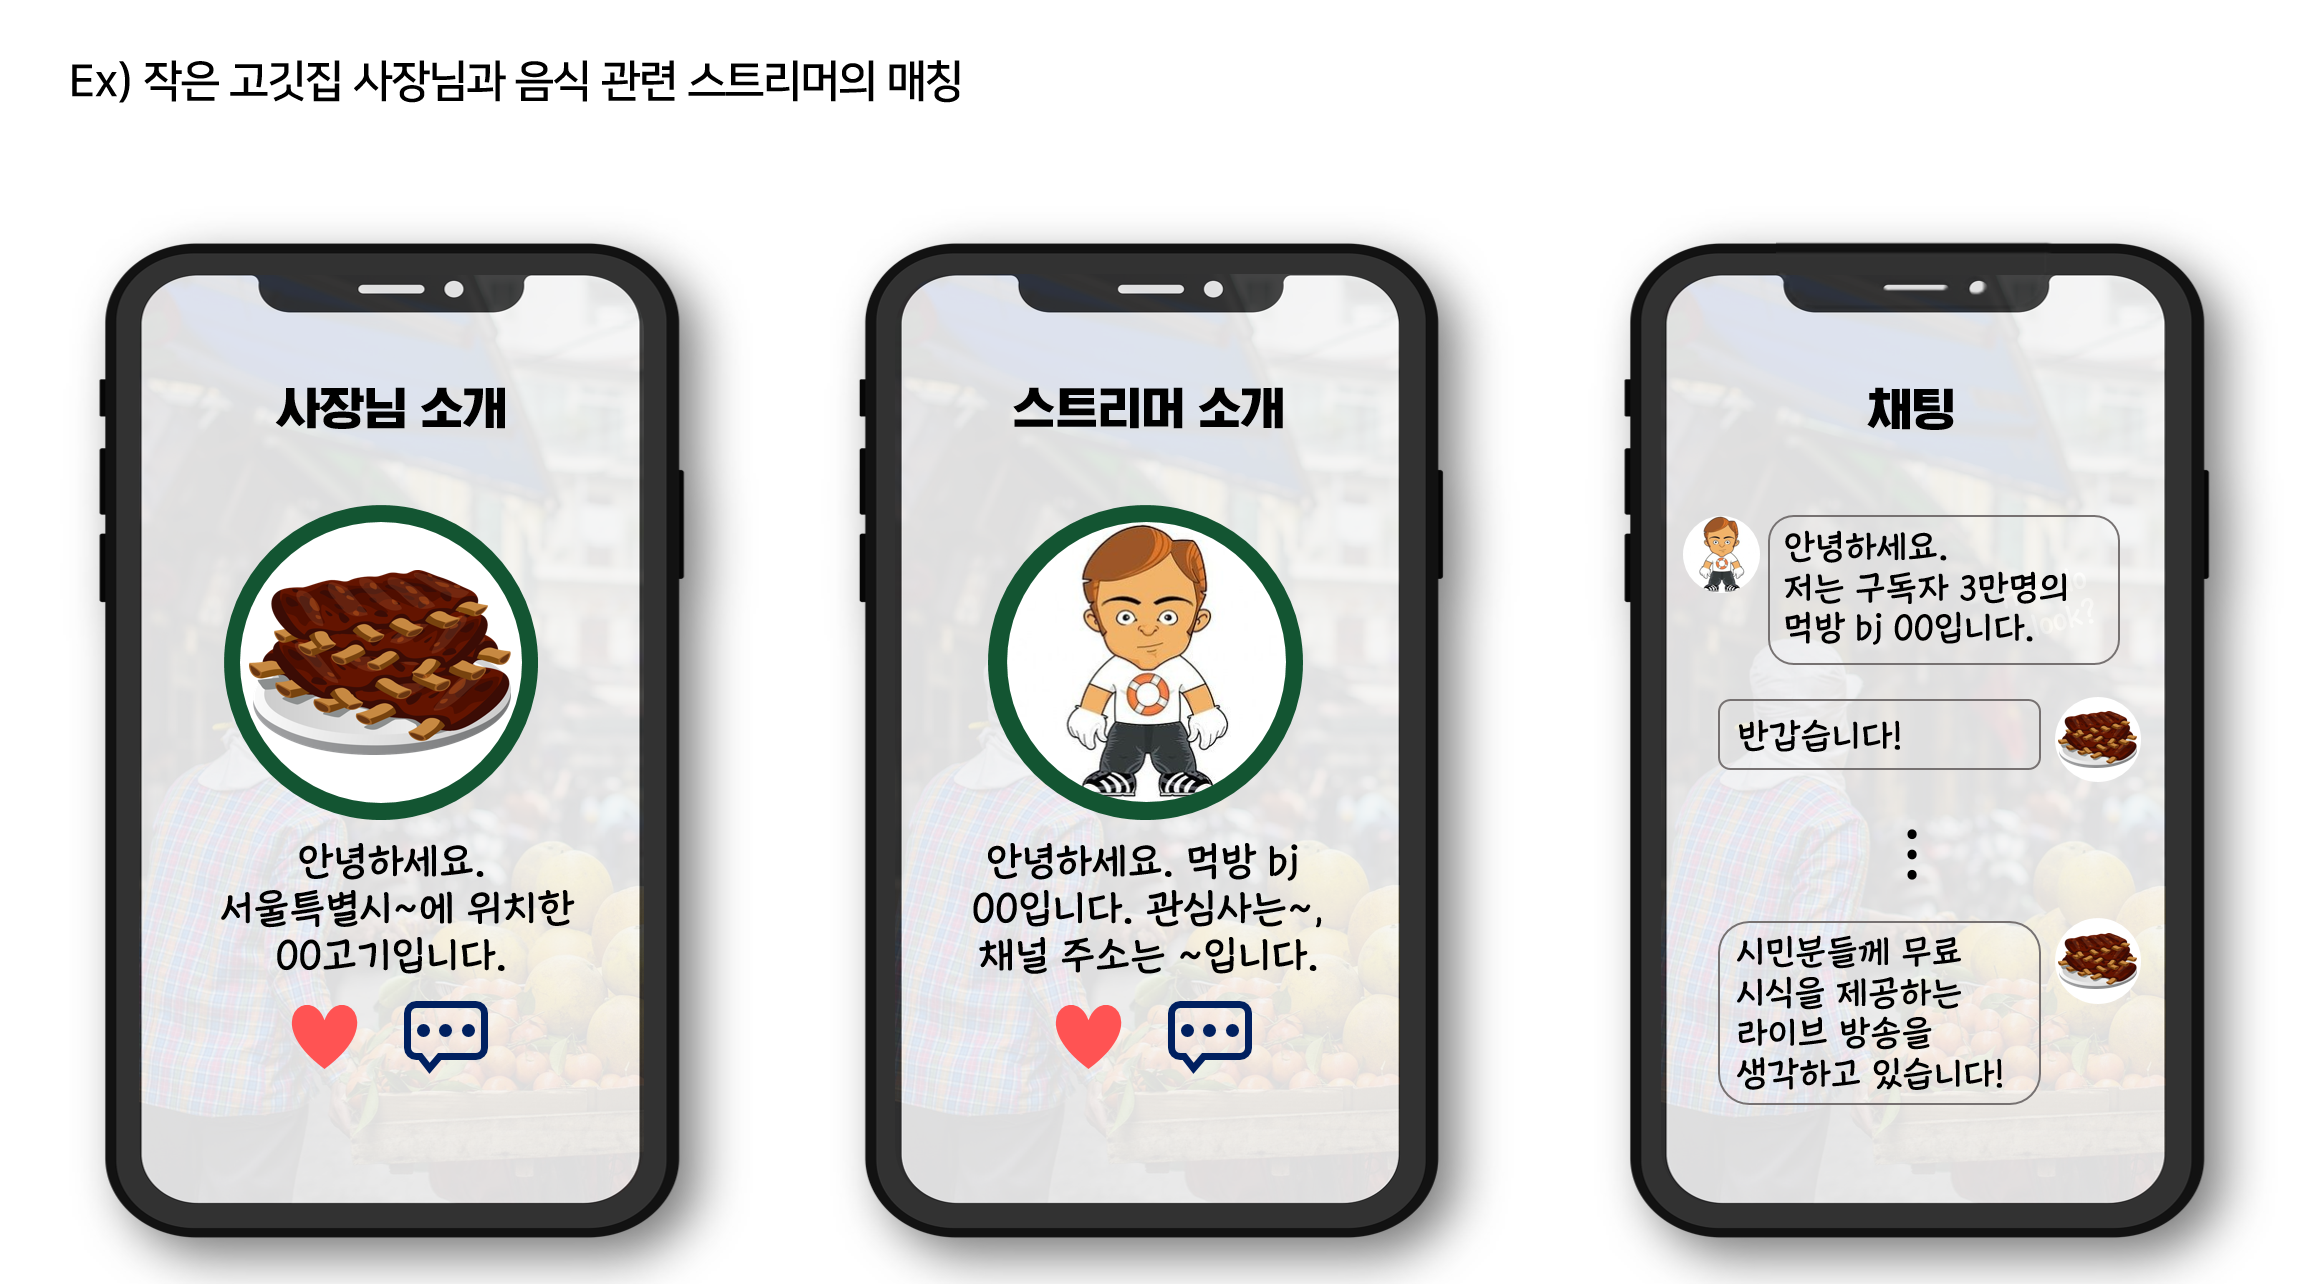 Ex) 작은 고깃집 사장님과 음식 관련 스트리머의 매칭
사장님 소개
안녕하세요.
서울특별시~에 위치한
00고기입니다.
스트리머 소개
안녕하세요. 먹방 bj
00입니다. 관심사는~,
채널 주소는 ~입니다.
채팅
안녕하세요.
저는 구독자 3만명의
먹방 bj 00입니다.
반갑습니다!
시민분들께 무료
시식을 제공하는
라이브 방송을
생각하고 있습니다!